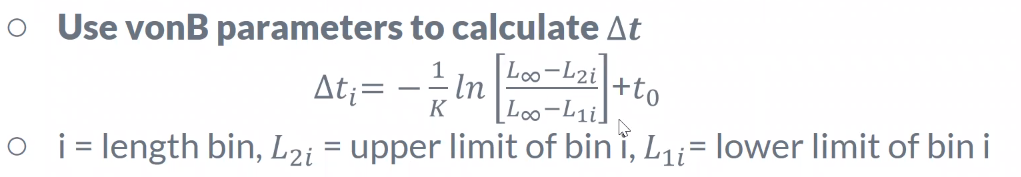 ○ Use vonB parameters to calculate Δt
Δtᵢ= − 1/K ln [L∞−L₂ᵢ / L∞−L₁ᵢ]+t₀
○ i = length bin, L₂ᵢ = upper limit of bin i, L₁ᵢ= lower limit of bin i